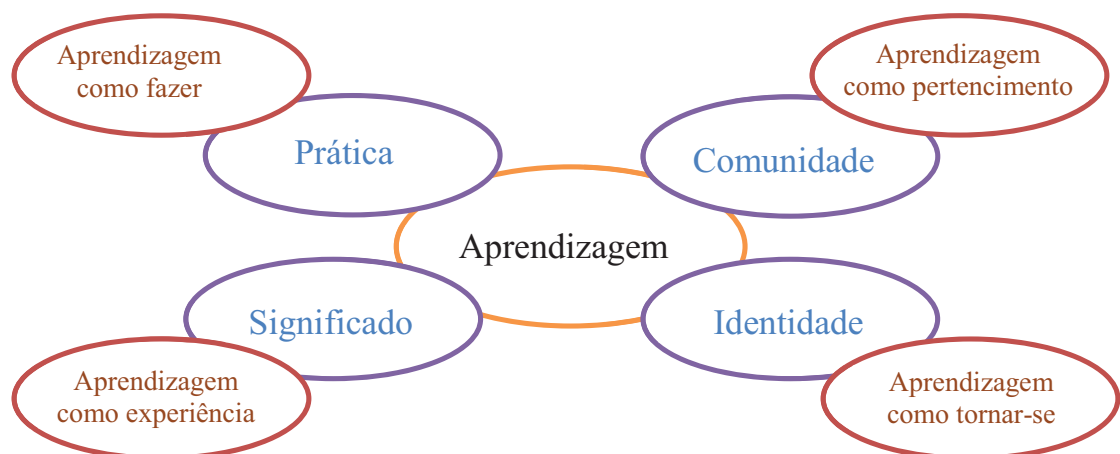 Aprendizagem
como fazer
Prática
Aprendizagem
como pertencimento
Comunidade
Aprendizagem
Significado
Aprendizagem
como experiência
Identidade
Aprendizagem
como tornar-se